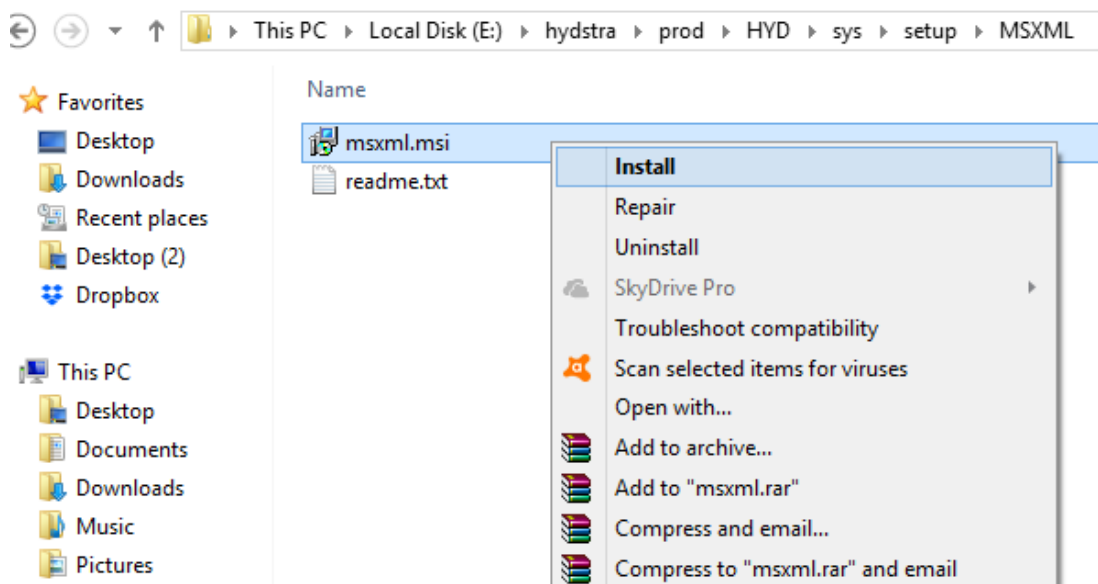 This PC Local Disk (E:) hydstra prod HYD sys setup MSXML
Favorites
Desktop
Downloads
Recent places
Desktop (2)
Dropbox
This PC
Desktop
Documents
Downloads
Music
Pictures
Name
msxml.msi
readme.txt
Install
Repair
Uninstall
SkyDrive Pro
Troubleshoot compatibility
Scan selected items for viruses
Open with...
Add to archive...
Add to "msxml.rar"
Compress and email...
Compress to "msxml.rar" and email